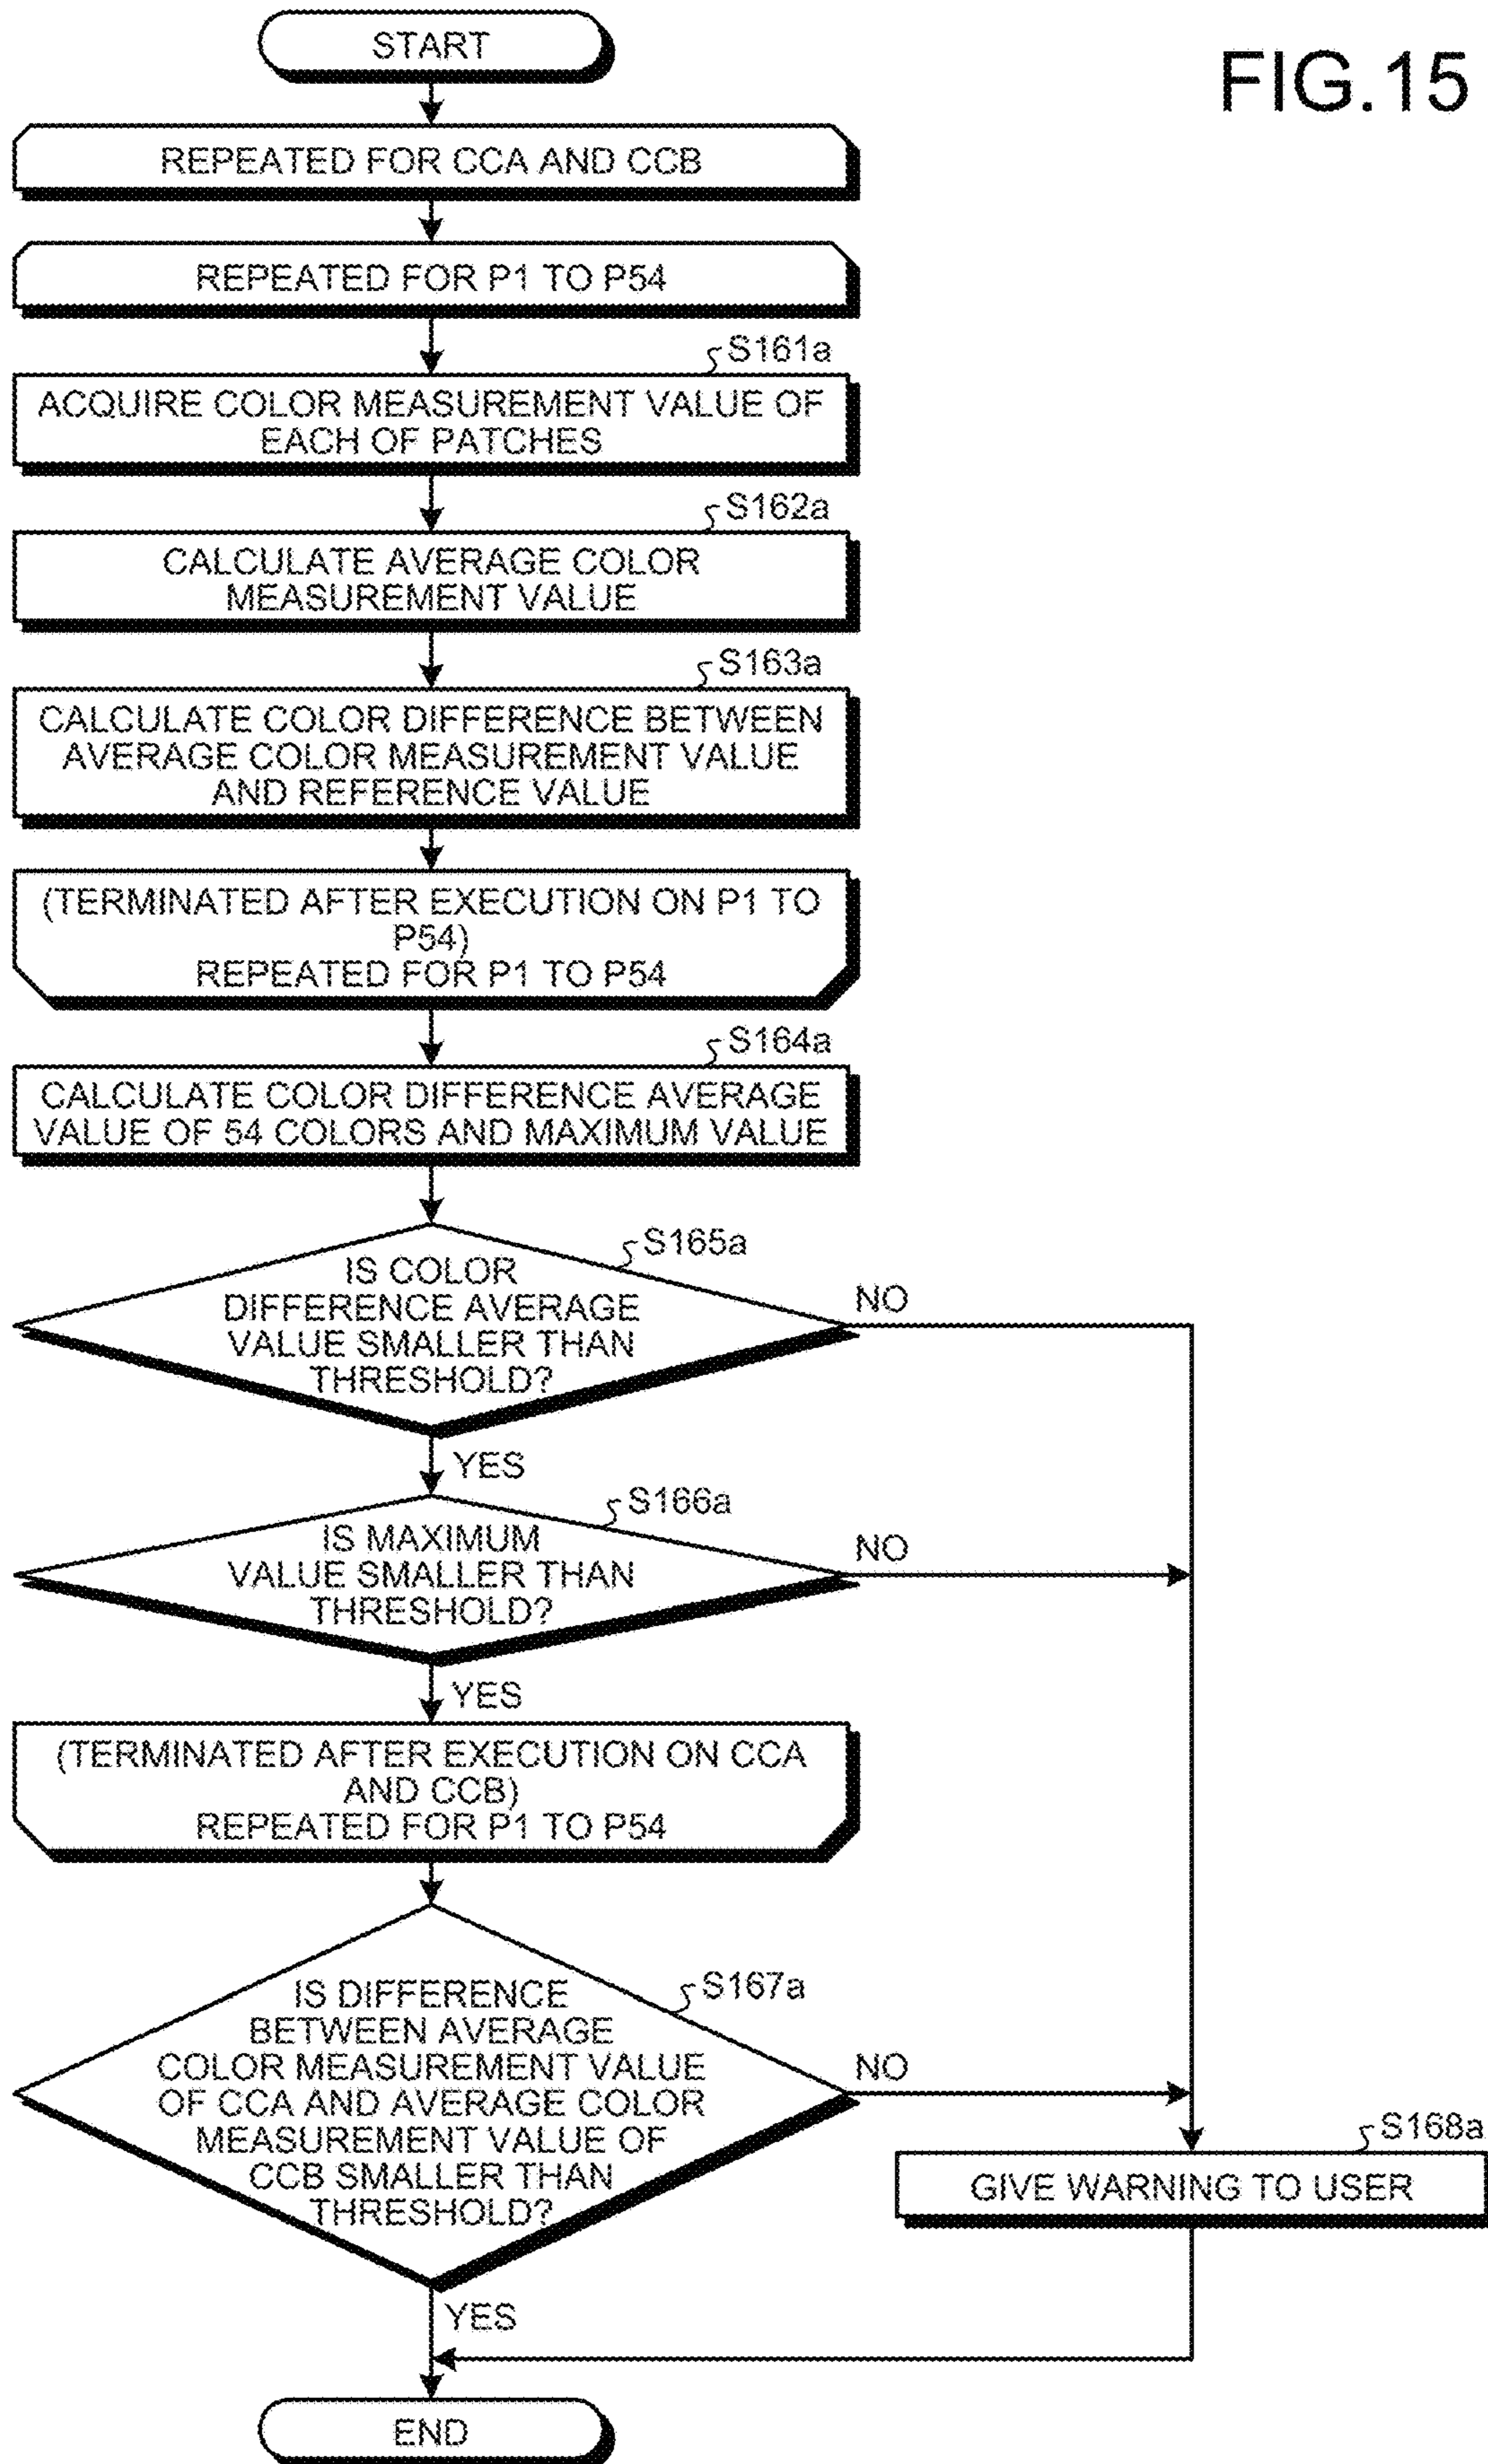 FIG.15
START
REPEATED FOR CCA AND CCB
REPEATED FOR P1 TO P54
S161a
ACQUIRE COLOR MEASUREMENT VALUE OF
EACH OF PATCHES
S162a
CALCULATE AVERAGE COLOR
MEASUREMENT VALUE
S163a
CALCULATE COLOR DIFFERENCE BETWEEN
AVERAGE COLOR MEASUREMENT VALUE
AND REFERENCE VALUE
(TERMINATED AFTER EXECUTION ON P1 TO
P54)
REPEATED FOR P1 TO P54
S164a
CALCULATE COLOR DIFFERENCE AVERAGE
VALUE OF 54 COLORS AND MAXIMUM VALUE
S165a
IS COLOR
DIFFERENCE AVERAGE
VALUE SMALLER THAN
THRESHOLD?
NO
YES
S166a
IS MAXIMUM
VALUE SMALLER THAN
THRESHOLD?
NO
YES
(TERMINATED AFTER EXECUTION ON CCA
AND CCB)
REPEATED FOR P1 TO P54
S167a
IS DIFFERENCE
BETWEEN AVERAGE
COLOR MEASUREMENT VALUE
OF CCA AND AVERAGE COLOR
MEASUREMENT VALUE OF
CCB SMALLER THAN
THRESHOLD?
NO
S168a
GIVE WARNING TO USER
YES
END